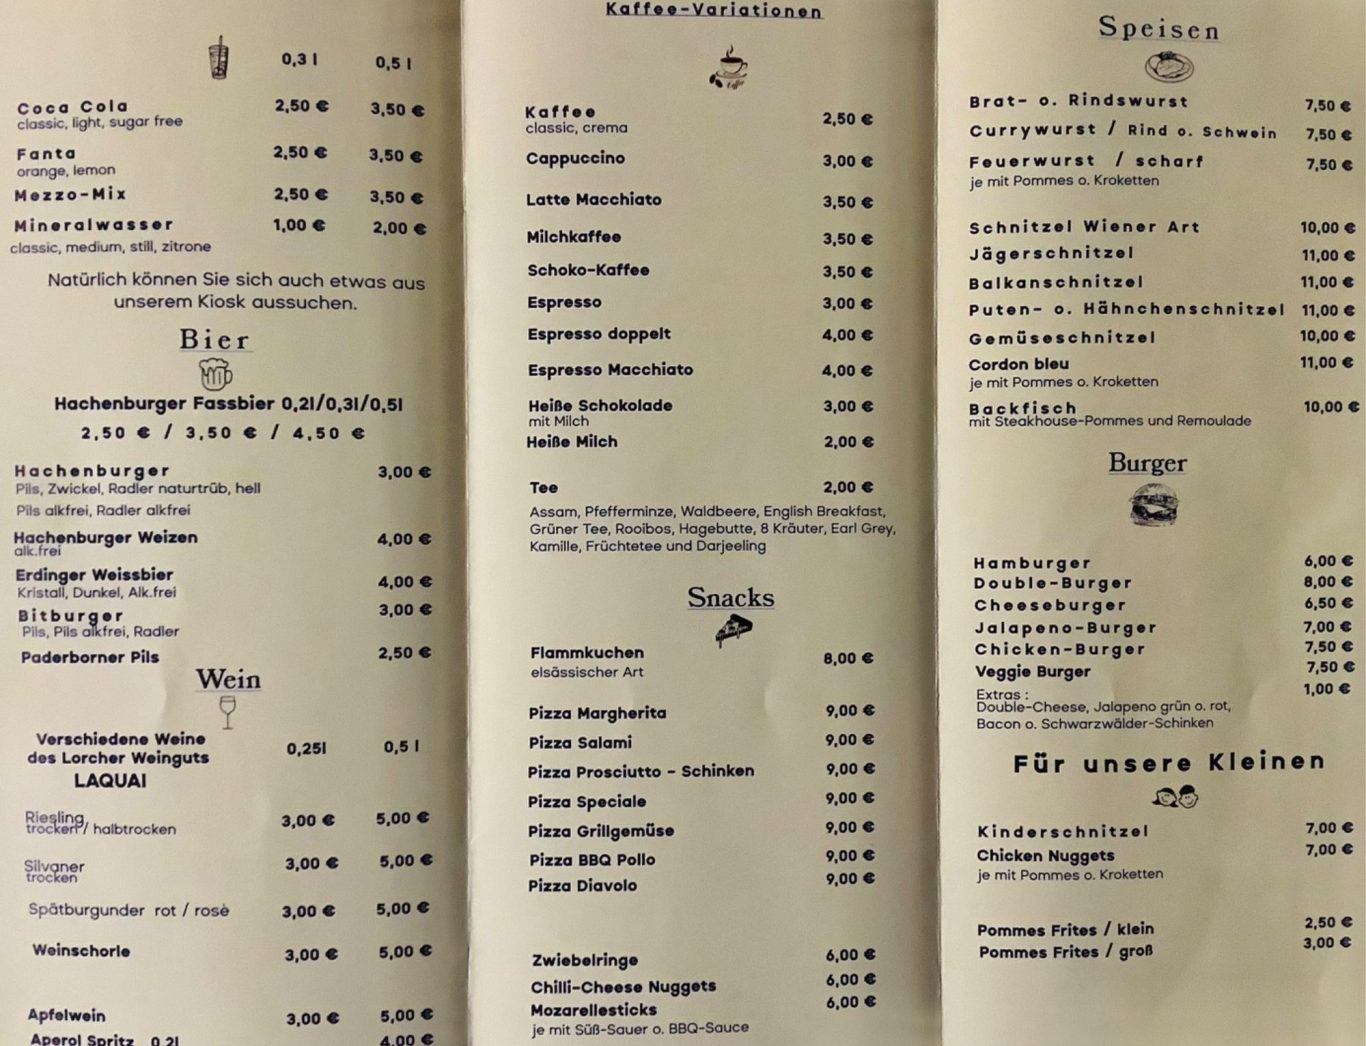 0,3 l 0,5 l
Coca Cola 2,50 € 3,50 €
classic, light, sugar free
Fanta 2,50 € 3,50 €
orange, lemon
Mezzo-Mix 2,50 € 3,50 €
Mineralwasser 1,00 € 2,00 €
classic, medium, still, zitrone
Natürlich können Sie sich auch etwas aus
unserem Kiosk aussuchen.
Bier
Hachenburger Fassbier 0,2l/0,3l/0,5l
2,50 € / 3,50 € / 4,50 €
Hachenburger 3,00 €
Pils, Zwickel, Radler naturtrüb, hell
Pils alkfrei, Radler alkfrei
Hachenburger Weizen 4,00 €
alk.frei
Erdinger Weissbier 4,00 €
Kristall, Dunkel, Alk.frei
Bitburger 3,00 €
Pils, Pils alkfrei, Radler
Paderborner Pils 2,50 €
Wein
Verschiedene Weine
des Lorcher Weinguts 0,25l 0,5 l
LAQUAI
Riesling 3,00 € 5,00 €
trocken / halbtrocken
Silvaner 3,00 € 5,00 €
trocken
Spätburgunder rot / rosè 3,00 € 5,00 €
Weinschorle 3,00 € 5,00 €
Apfelwein 3,00 € 5,00 €
Aperol Spritz 0,2l 4,00 €
Kaffee-Variationen
Coffee
Kaffee 2,50 €
classic, crema
Cappuccino 3,00 €
Latte Macchiato 3,50 €
Milchkaffee 3,50 €
Schoko-Kaffee 3,50 €
Espresso 3,00 €
Espresso doppelt 4,00 €
Espresso Macchiato 4,00 €
Heiße Schokolade 3,00 €
mit Milch
Heiße Milch 2,00 €
Tee 2,00 €
Assam, Pfefferminze, Waldbeere, English Breakfast,
Grüner Tee, Rooibos, Hagebutte, 8 Kräuter, Earl Grey,
Kamille, Früchtetee und Darjeeling
Snacks
Flammkuchen 8,00 €
elsässischer Art
Pizza Margherita 9,00 €
Pizza Salami 9,00 €
Pizza Prosciutto - Schinken 9,00 €
Pizza Speciale 9,00 €
Pizza Grillgemüse 9,00 €
Pizza BBQ Pollo 9,00 €
Pizza Diavolo 9,00 €
Zwiebelringe 6,00 €
Chilli-Cheese Nuggets 6,00 €
Mozarellesticks 6,00 €
je mit Süß-Sauer o. BBQ-Sauce
Speisen
Brat- o. Rindswurst 7,50 €
Currywurst / Rind o. Schwein 7,50 €
Feuerwurst / scharf 7,50 €
je mit Pommes o. Kroketten
Schnitzel Wiener Art 10,00 €
Jägerschnitzel 11,00 €
Balkanschnitzel 11,00 €
Puten- o. Hähnchenschnitzel 11,00 €
Gemüseschnitzel 10,00 €
Cordon bleu 11,00 €
je mit Pommes o. Kroketten
Backfisch 10,00 €
mit Steakhouse-Pommes und Remoulade
Burger
Hamburger 6,00 €
Double-Burger 8,00 €
Cheeseburger 6,50 €
Jalapeno-Burger 7,00 €
Chicken-Burger 7,50 €
Veggie Burger 7,50 €
Extras : 1,00 €
Double-Cheese, Jalapeno grün o. rot,
Bacon o. Schwarzwälder-Schinken
Für unsere Kleinen
Kinderschnitzel 7,00 €
Chicken Nuggets 7,00 €
je mit Pommes o. Kroketten
Pommes Frites / klein 2,50 €
Pommes Frites / groß 3,00 €